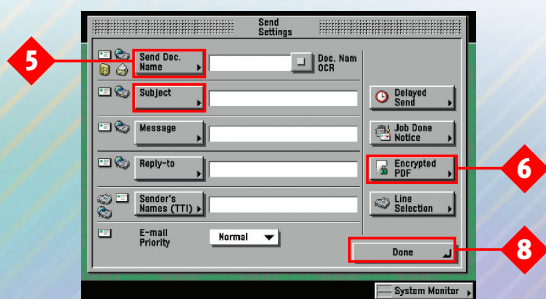 Send
Settings
5
Send Doc.
Name
Doc. Nam
OCR
Subject
Delayed
Send
Message
Job Done
Notice
Reply-to
Encrypted
PDF
6
Sender's
Names (TTI)
Line
Selection
E-mail
Priority
Normal
Done
8
System Monitor